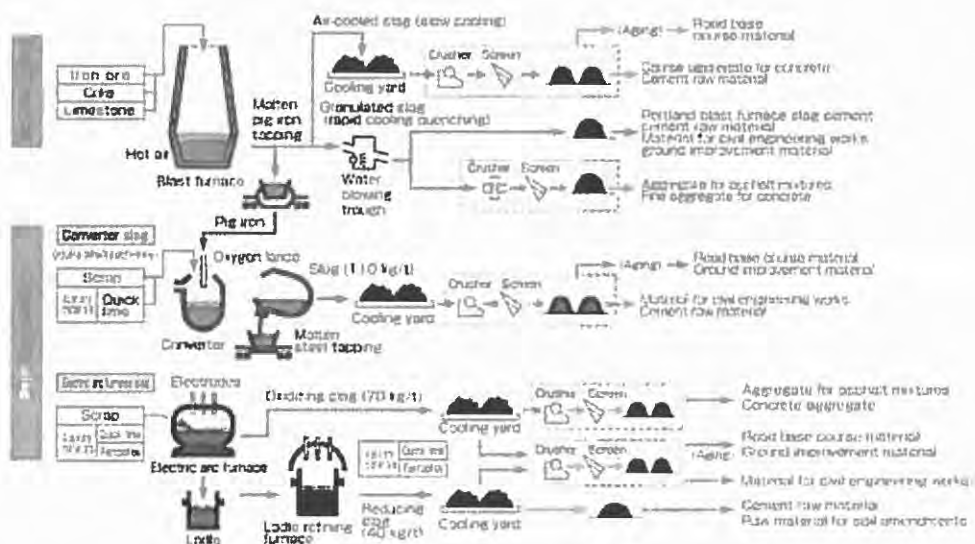 Air-cooled slag (slow cooling)
(Aging)
Road base
course material
Iron ore
Coke
Limestone
Hot air
Blast furnace
Molten
pig iron
tapping
Cooling yard
Crusher
Screen
Coarse aggregate for concrete
Cement raw material
Granulated slag
(rapid cooling quenching)
Water
blowing
trough
Portland blast furnace slag cement
Cement raw material
Material for civil engineering works
ground improvement material
Crusher
Screen
Aggregate for asphalt mixtures
Fine aggregate for concrete
Pig iron
Converter slag
Scrap
Quick
lime
Oxygen lance
Converter
Slag (110 kg/t)
Molten
steel tapping
Cooling yard
Crusher
Screen
(Aging)
Road base course material
Ground improvement material
Material for civil engineering works
Cement raw material
Electric arc furnace slag
Electrodes
Scrap
Quick lime
Electric arc furnace
Ladle
Oxidizing slag (70 kg/t)
Cooling yard
Crusher
Screen
Aggregate for asphalt mixtures
Concrete aggregate
Quick lime
Ladle refining
furnace
Reducing
slag
(40 kg/t)
Cooling yard
Crusher
Screen
(Aging)
Road base course material
Ground improvement material
Material for civil engineering works
Cement raw material
Raw material for soil amendments